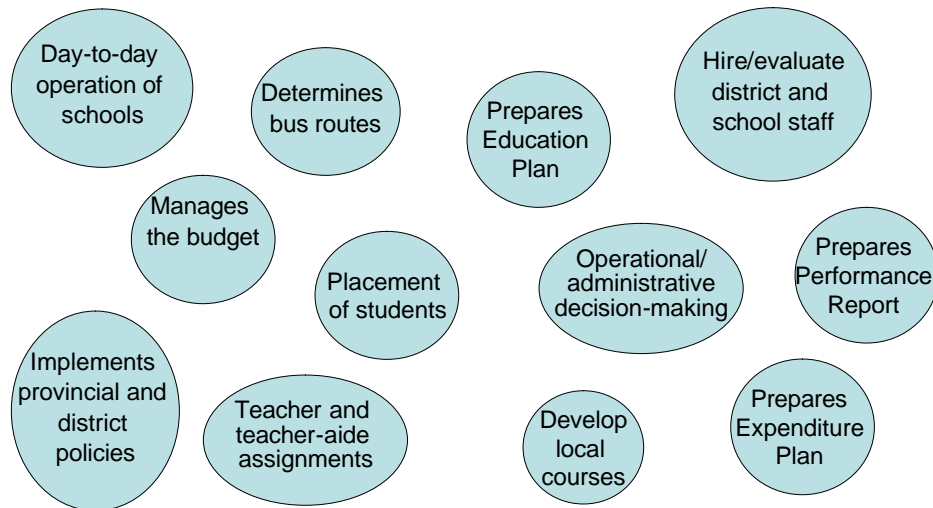 Day-to-day
operation of
schools
Determines
bus routes
Prepares
Education
Plan
Hire/evaluate
district and
school staff
Manages
the budget
Placement
of students
Operational/
administrative
decision-making
Prepares
Performance
Report
Implements
provincial and
district
policies
Teacher and
teacher-aide
assignments
Develop
local
courses
Prepares
Expenditure
Plan